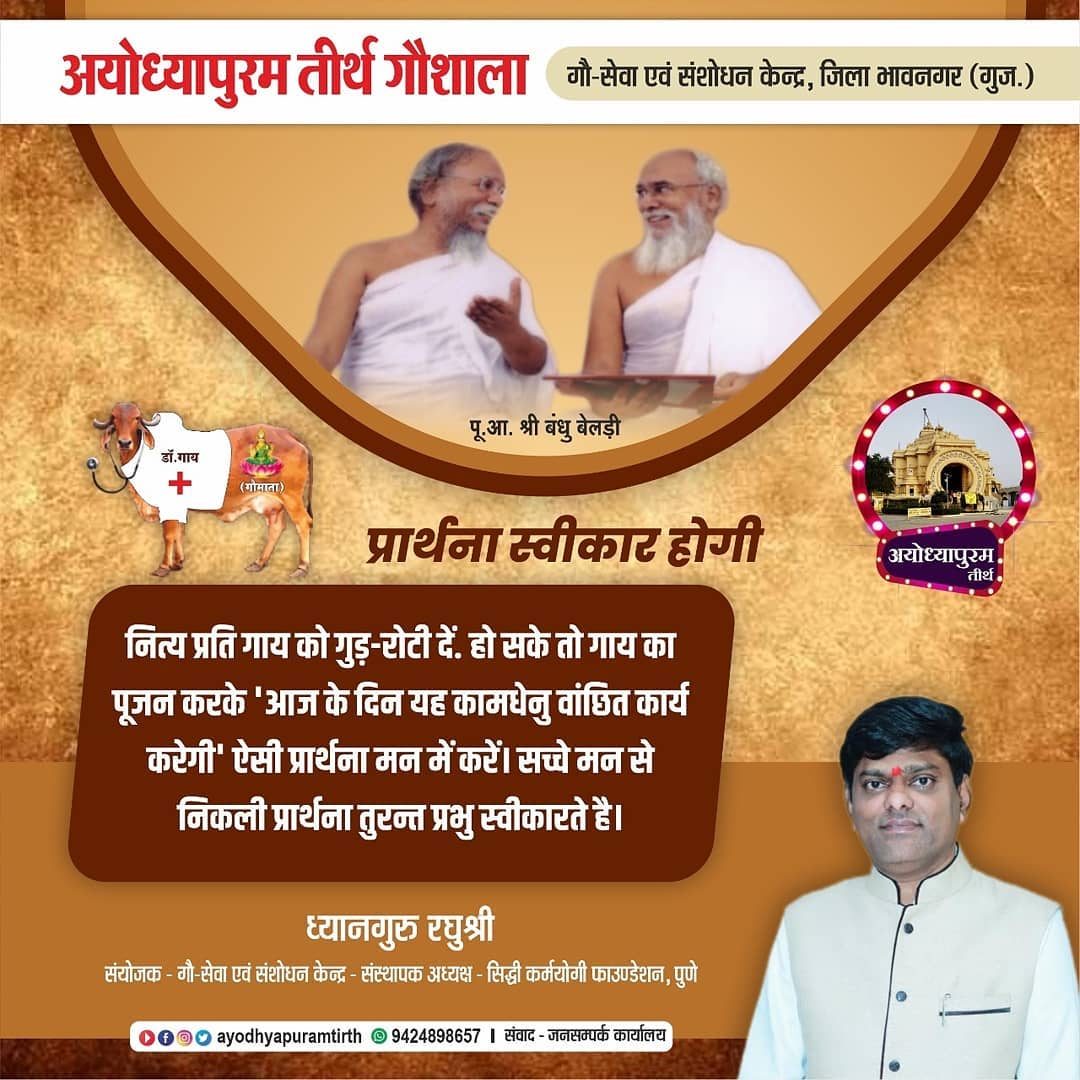 अयोध्यापुरम तीर्थ गौशाला
गौ-सेवा एवं संशोधन केन्द्र, जिला भावनगर (गुज.)
पू.आ. श्री बंधु बेलड़ी
डॉ.गाय
(गोमाता)
अयोध्यापुरम
तीर्थ
प्रार्थना स्वीकार होगी
नित्य प्रति गाय को गुड़-रोटी दें. हो सके तो गाय का
पूजन करके 'आज के दिन यह कामधेनु वांछित कार्य
करेगी' ऐसी प्रार्थना मन में करें। सच्चे मन से
निकली प्रार्थना तुरन्त प्रभु स्वीकारते है।
ध्यानगुरु रघुश्री
संयोजक - गौ-सेवा एवं संशोधन केन्द्र - संस्थापक अध्यक्ष - सिद्धी कर्मयोगी फाउण्डेशन, पुणे
ayodhyapuramtirth 9424898657 | संवाद - जनसम्पर्क कार्यालय